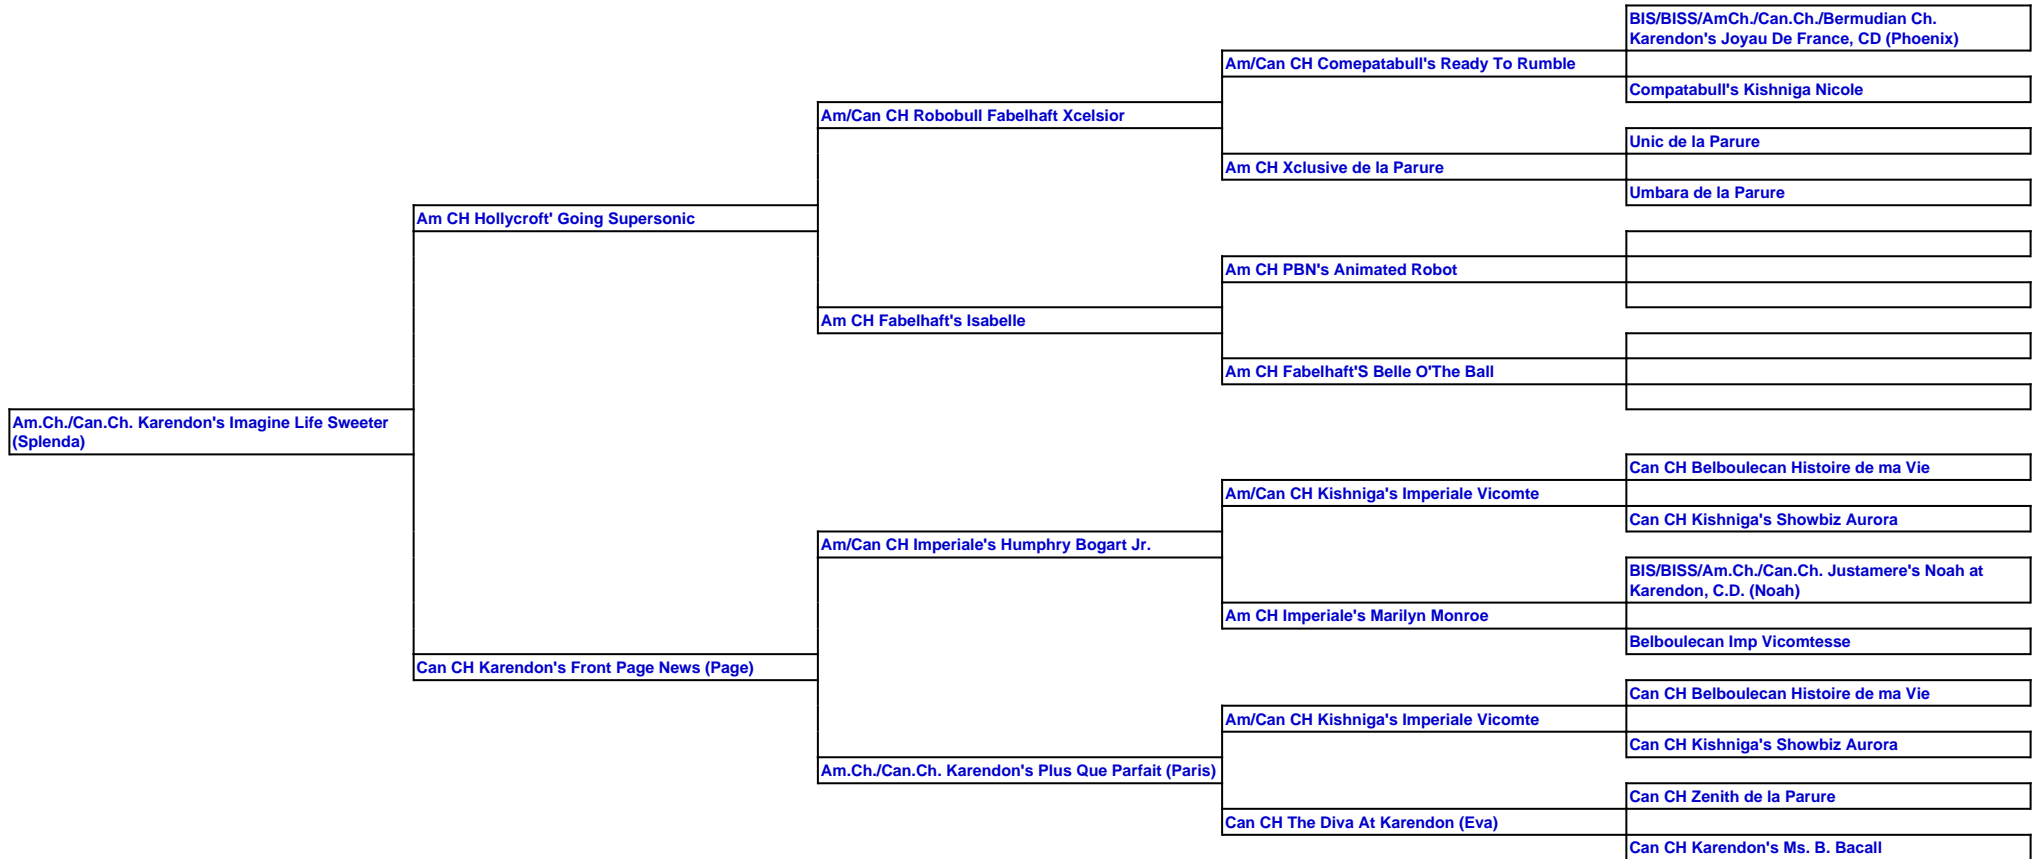 BIS/BISS/AmCh./Can.Ch./Bermudian Ch.
Karendon's Joyau De France, CD (Phoenix)
Am/Can CH Comepatabull's Ready To Rumble
Compatabull's Kishniga Nicole
Am/Can CH Robobull Fabelhaft Xcelsior
Unic de la Parure
Am CH Xclusive de la Parure
Umbara de la Parure
Am CH Hollycroft' Going Supersonic
Am CH PBN's Animated Robot
Am CH Fabelhaft's Isabelle
Am CH Fabelhaft'S Belle O'The Ball
Am.Ch./Can.Ch. Karendon's Imagine Life Sweeter
(Splenda)
Can CH Belboulecan Histoire de ma Vie
Am/Can CH Kishniga's Imperiale Vicomte
Can CH Kishniga's Showbiz Aurora
Am/Can CH Imperiale's Humphry Bogart Jr.
BIS/BISS/Am.Ch./Can.Ch. Justamere's Noah at
Karendon, C.D. (Noah)
Am CH Imperiale's Marilyn Monroe
Belboulecan Imp Vicomtesse
Can CH Karendon's Front Page News (Page)
Can CH Belboulecan Histoire de ma Vie
Am/Can CH Kishniga's Imperiale Vicomte
Can CH Kishniga's Showbiz Aurora
Am.Ch./Can.Ch. Karendon's Plus Que Parfait (Paris)
Can CH Zenith de la Parure
Can CH The Diva At Karendon (Eva)
Can CH Karendon's Ms. B. Bacall